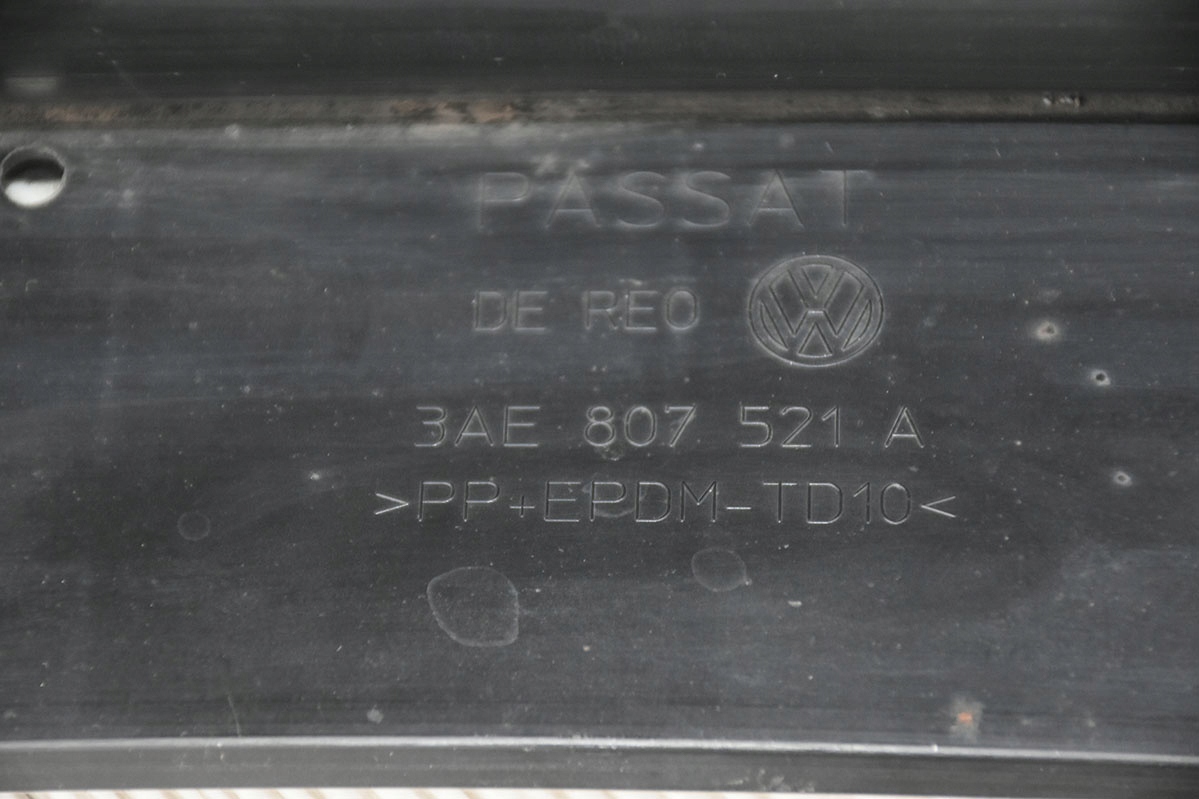 PASSAT
DE REO
3AE 807 521 A
>PP+EPDM-TD10<